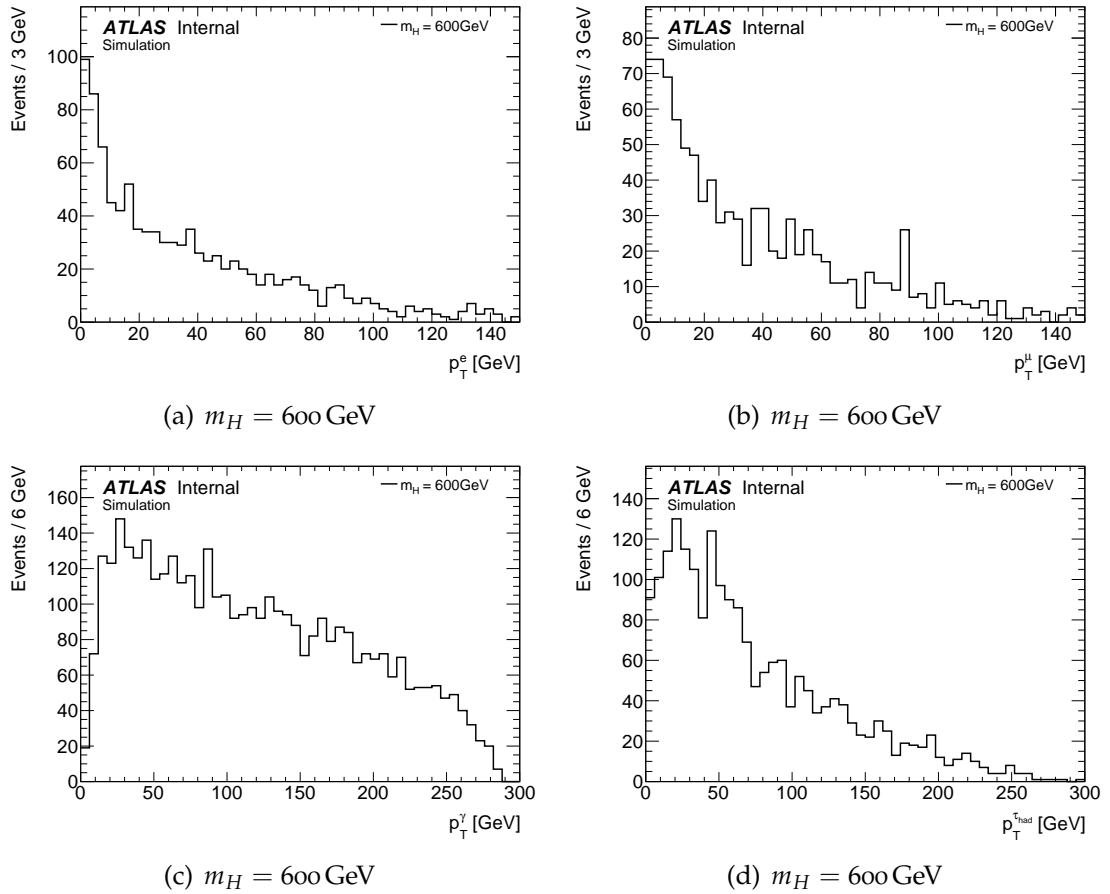 Events / 3 GeV
ATLAS Internal
Simulation
m_H = 600GeV
100
80
60
40
20
0
0 20 40 60 80 100 120 140
p_T^e [GeV]
(a) m_H = 600 GeV
Events / 3 GeV
ATLAS Internal
Simulation
m_H = 600GeV
80
70
60
50
40
30
20
10
0
0 20 40 60 80 100 120 140
p_T^μ [GeV]
(b) m_H = 600 GeV
Events / 6 GeV
ATLAS Internal
Simulation
m_H = 600GeV
160
140
120
100
80
60
40
20
0
0 50 100 150 200 250 300
p_T^γ [GeV]
(c) m_H = 600 GeV
Events / 6 GeV
ATLAS Internal
Simulation
m_H = 600GeV
140
120
100
80
60
40
20
0
0 50 100 150 200 250 300
p_T^τ_had [GeV]
(d) m_H = 600 GeV